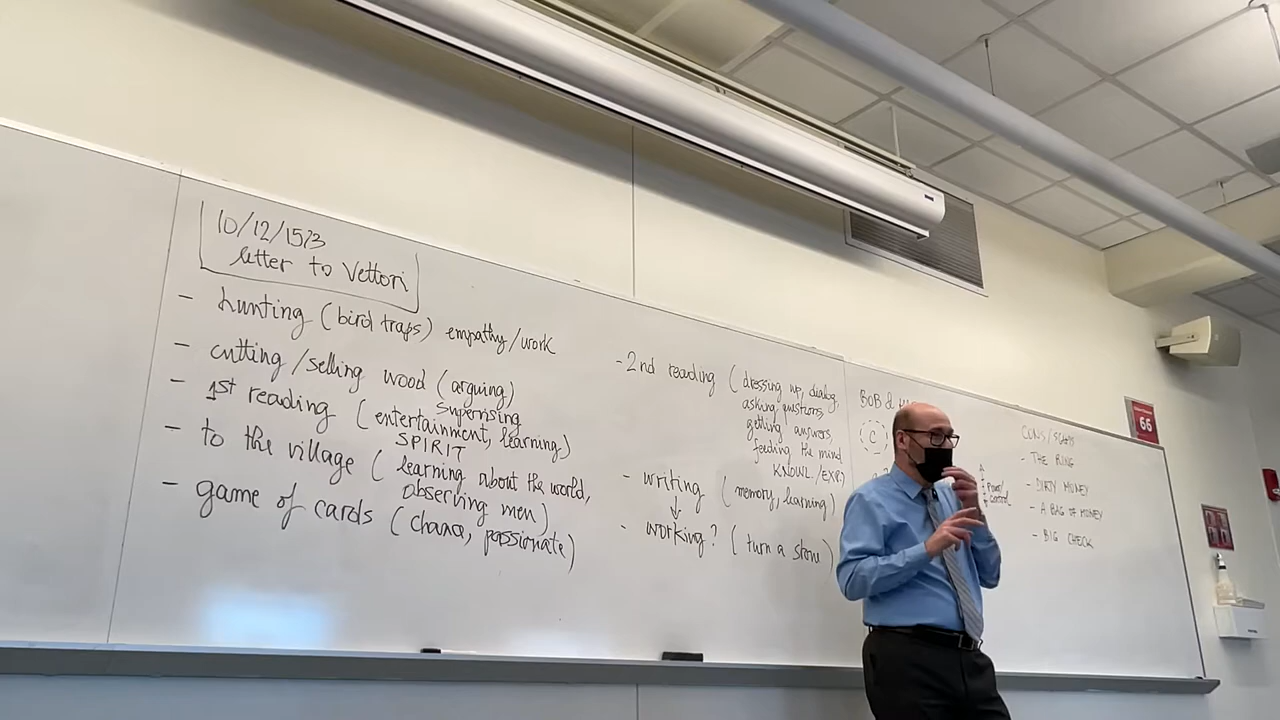 10/12/1513
letter to Vettori
- hunting (bird traps) empathy/work
- cutting/selling wood (arguing)
supervising
- 1st reading (entertainment, learning)
SPIRIT
- to the village (learning about the world,
observing men)
- game of cards (chance, passionate)
- 2nd reading (dressing up, dialog,
asking questions,
getting answers,
feeding the mind
KNOWL./EXP.)
- writing (memory, learning)
- working? (turn a stone)
BOB &
C
power/
control
CONS/SCAMS
- THE RING
- DIRTY MONEY
- A BAG OF MONEY
- BIG CHECK
66